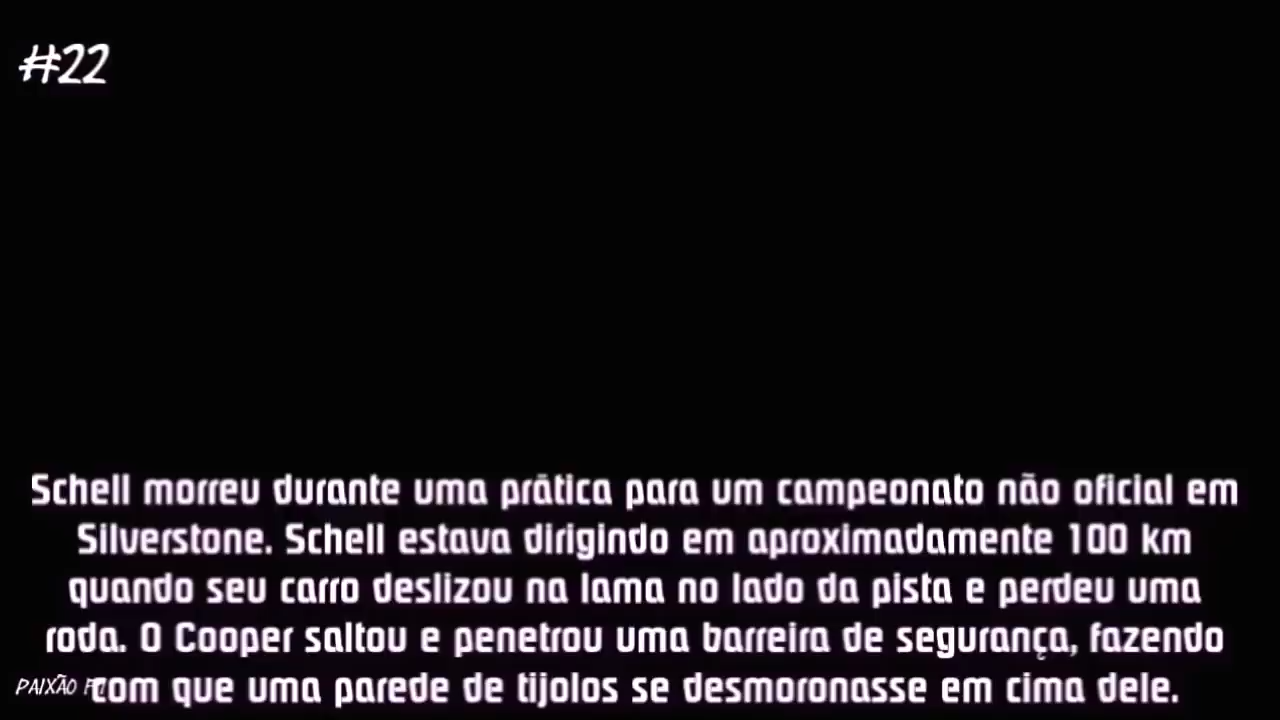 #22
Schell morreu durante uma prática para um campeonato não oficial em
Silverstone. Schell estava dirigindo em aproximadamente 100 km
quando seu carro deslizou na lama no lado da pista e perdeu uma
roda. O Cooper saltou e penetrou uma barreira de segurança, fazendo
com que uma parede de tijolos se desmoronasse em cima dele.
PAIXÃO